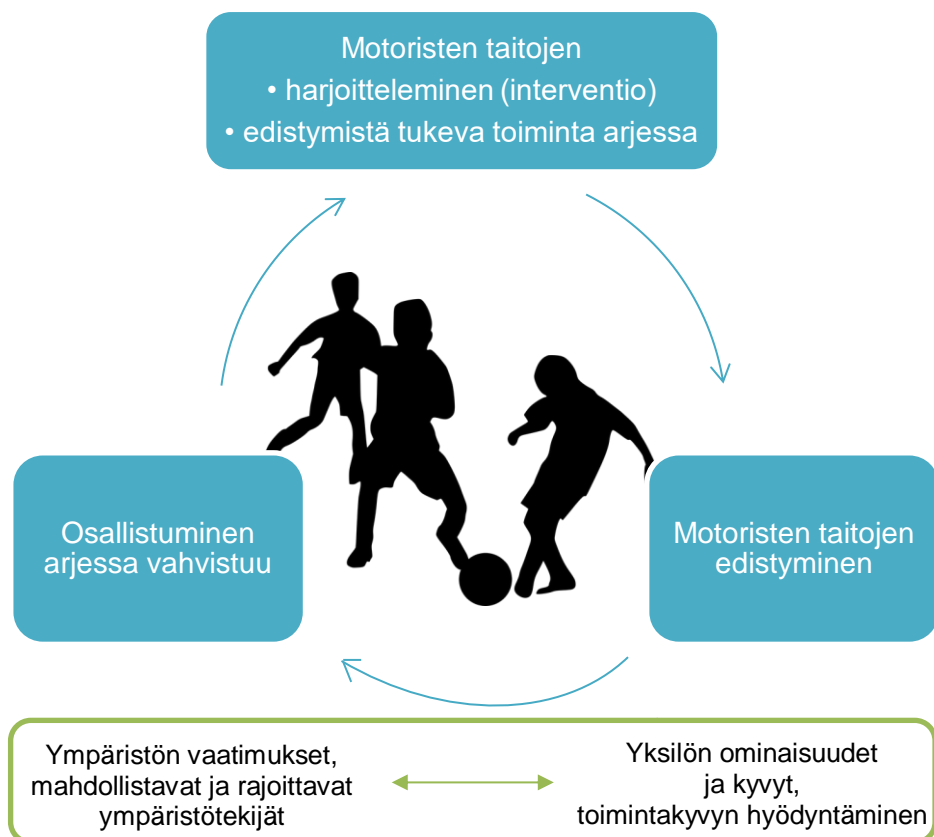 Motoristen taitojen
• harjoitteleminen (interventio)
• edistymistä tukeva toiminta arjessa
Osallistuminen
arjessa vahvistuu
Motoristen taitojen
edistyminen
Ympäristön vaatimukset,
mahdollistavat ja rajoittavat
ympäristötekijät
Yksilön ominaisuudet
ja kyvyt,
toimintakyvyn hyödyntäminen